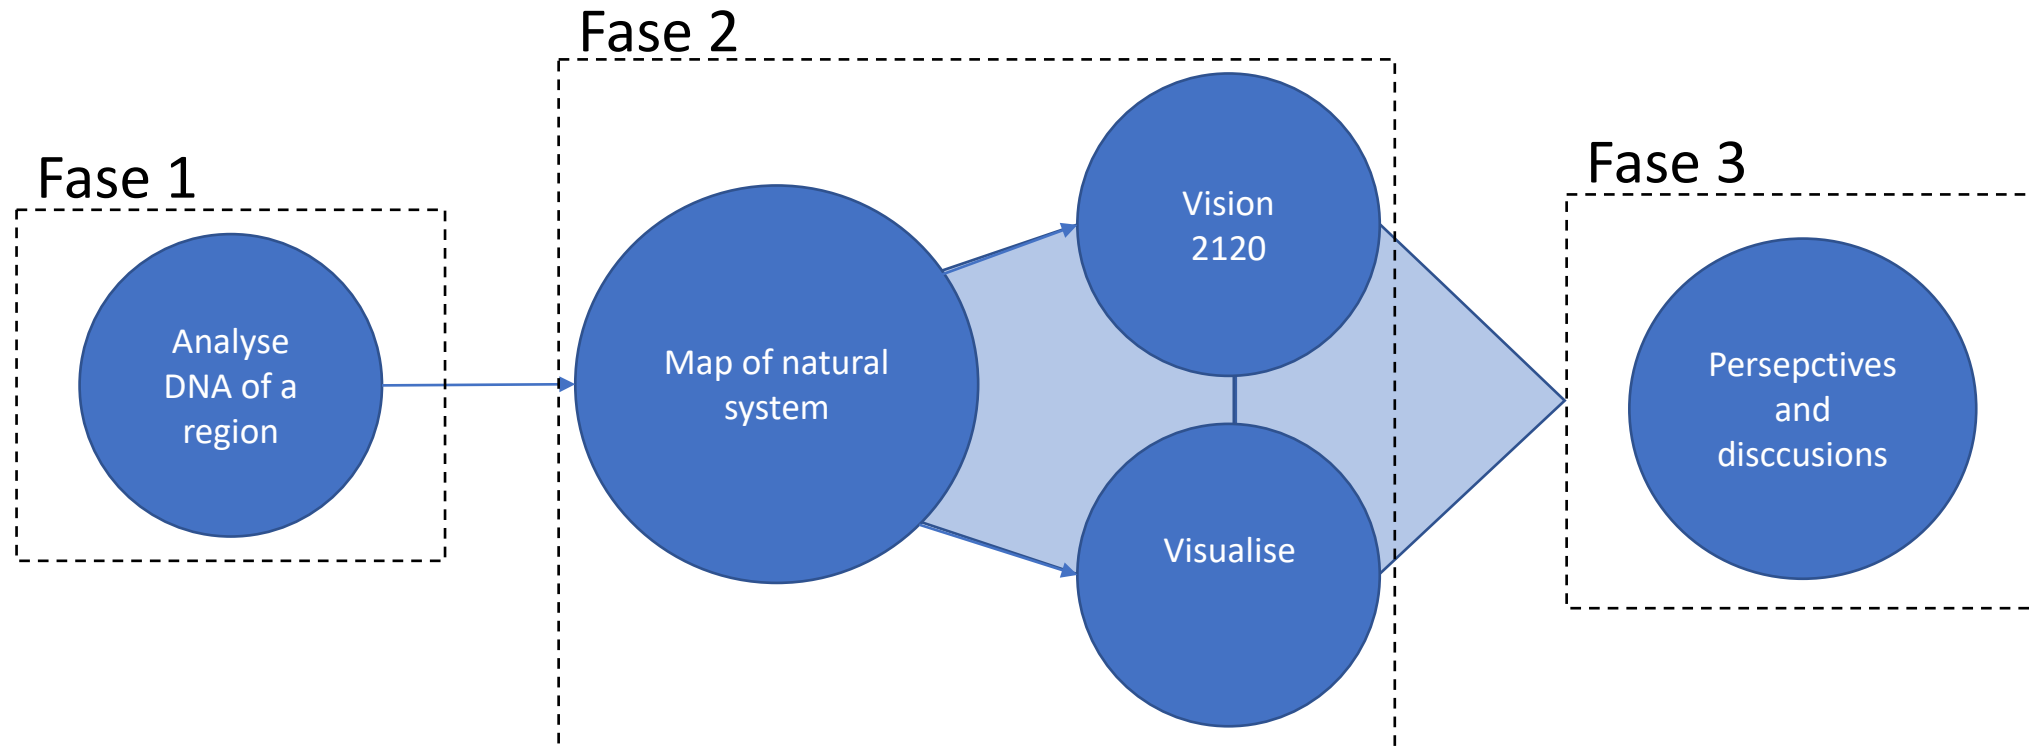 Fase 1
Analyse
DNA of a
region
Fase 2
Map of natural
system
Vision
2120
Visualise
Fase 3
Persepctives
and
disccusions